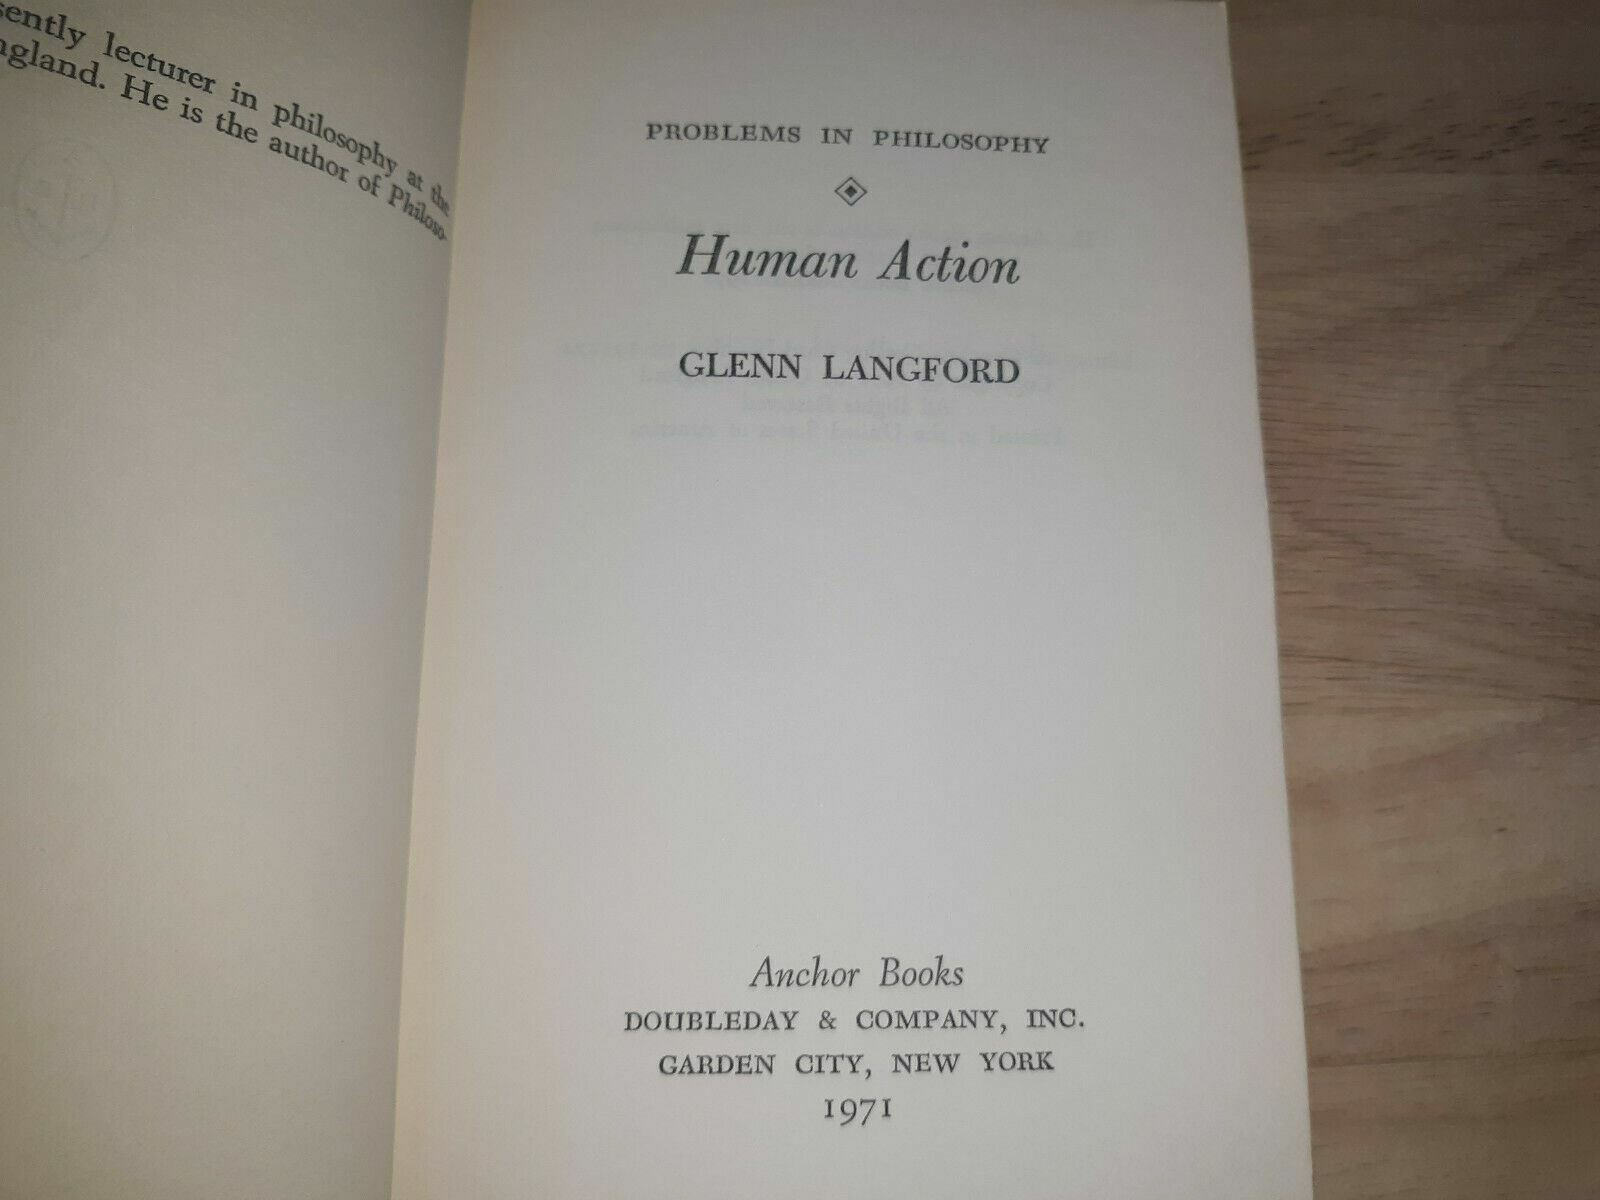 sently lecturer in philosophy at the
ngland. He is the author of Philoso-
PROBLEMS IN PHILOSOPHY
Human Action
GLENN LANGFORD
Anchor Books
DOUBLEDAY & COMPANY, INC.
GARDEN CITY, NEW YORK
1971